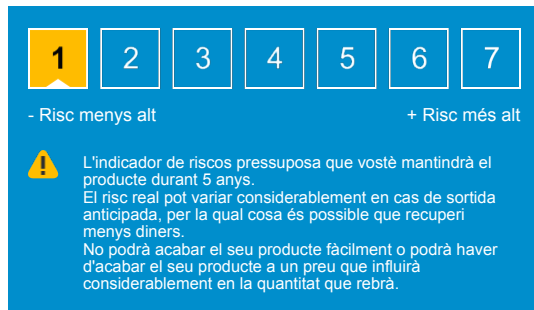 1 2 3 4 5 6 7
- Risc menys alt + Risc més alt
L'indicador de riscos pressuposa que vostè mantindrà el
producte durant 5 anys.
El risc real pot variar considerablement en cas de sortida
anticipada, per la qual cosa és possible que recuperi
menys diners.
No podrà acabar el seu producte fàcilment o podrà haver
d'acabar el seu producte a un preu que influirà
considerablement en la quantitat que rebrà.